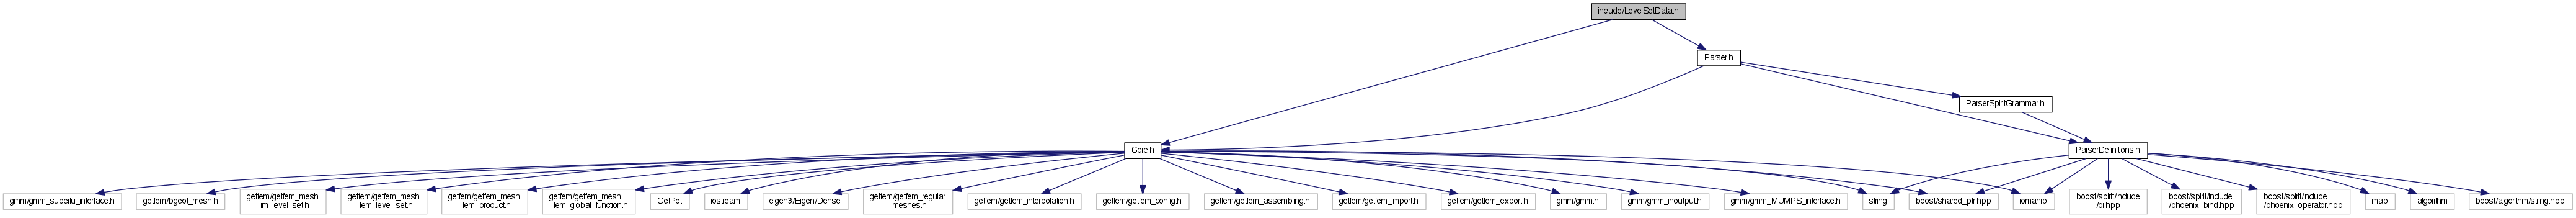 include/LevelSetData.h
Parser.h
ParserSpiritGrammar.h
Core.h
ParserDefinitions.h
gmm/gmm_superlu_interface.h
getfem/bgeot_mesh.h
getfem/getfem_mesh
_im_level_set.h
getfem/getfem_mesh
_fem_level_set.h
getfem/getfem_mesh
_fem_product.h
getfem/getfem_mesh
_fem_global_function.h
GetPot
iostream
eigen3/Eigen/Dense
getfem/getfem_regular
_meshes.h
getfem/getfem_interpolation.h
getfem/getfem_config.h
getfem/getfem_assembling.h
getfem/getfem_import.h
getfem/getfem_export.h
gmm/gmm.h
gmm/gmm_inoutput.h
gmm/gmm_MUMPS_interface.h
string
boost/shared_ptr.hpp
iomanip
boost/spirit/include
/qi.hpp
boost/spirit/include
/phoenix_bind.hpp
boost/spirit/include
/phoenix_operator.hpp
map
algorithm
boost/algorithm/string.hpp